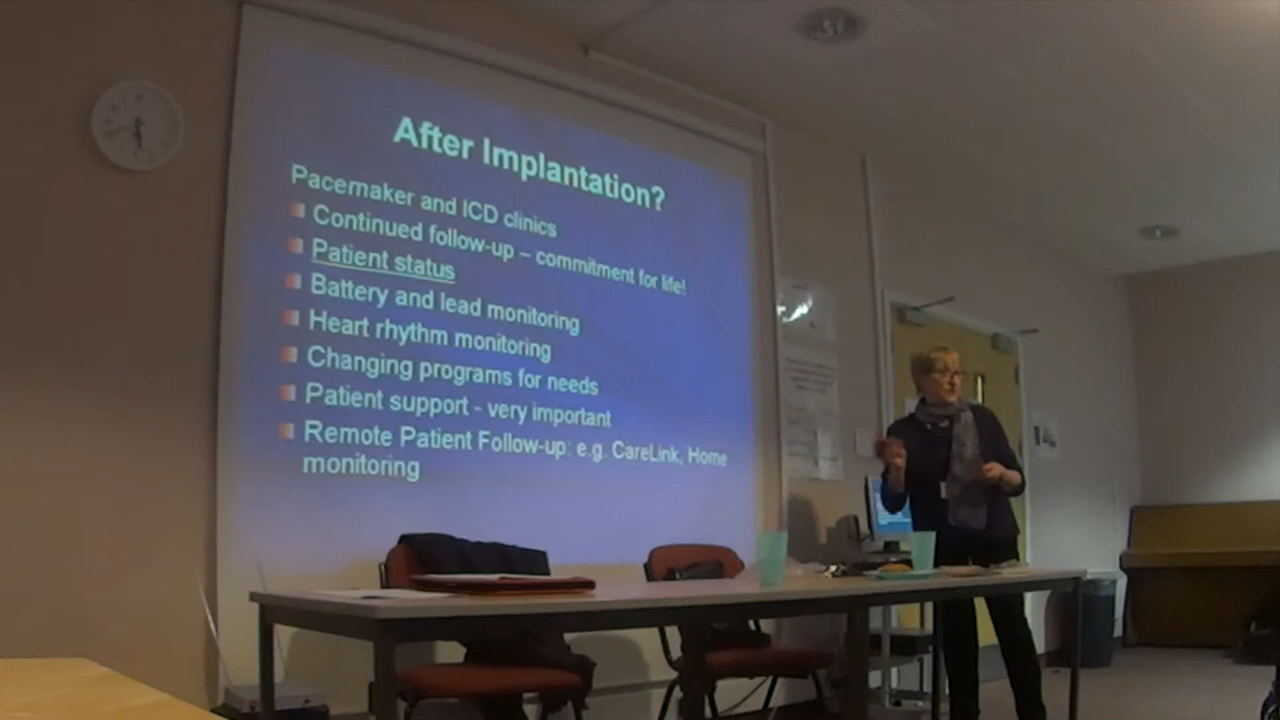 After Implantation?
Pacemaker and ICD clinics
Continued follow-up – commitment for life!
Patient status
Battery and lead monitoring
Heart rhythm monitoring
Changing programs for needs
Patient support - very important
Remote Patient Follow-up: e.g. CareLink, Home
monitoring